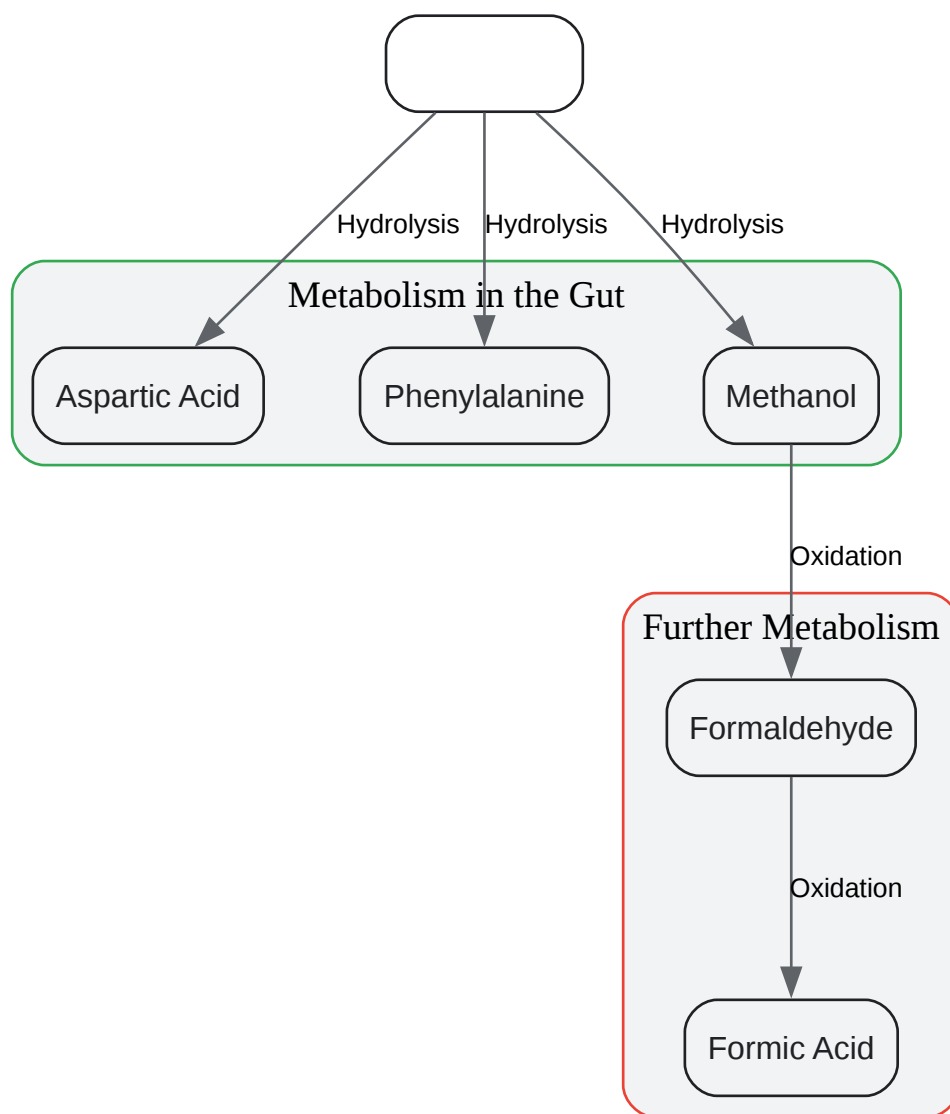 Hydrolysis Hydrolysis Hydrolysis
Metabolism in the Gut
Aspartic Acid Phenylalanine Methanol
Oxidation
Further Metabolism
Formaldehyde
Oxidation
Formic Acid